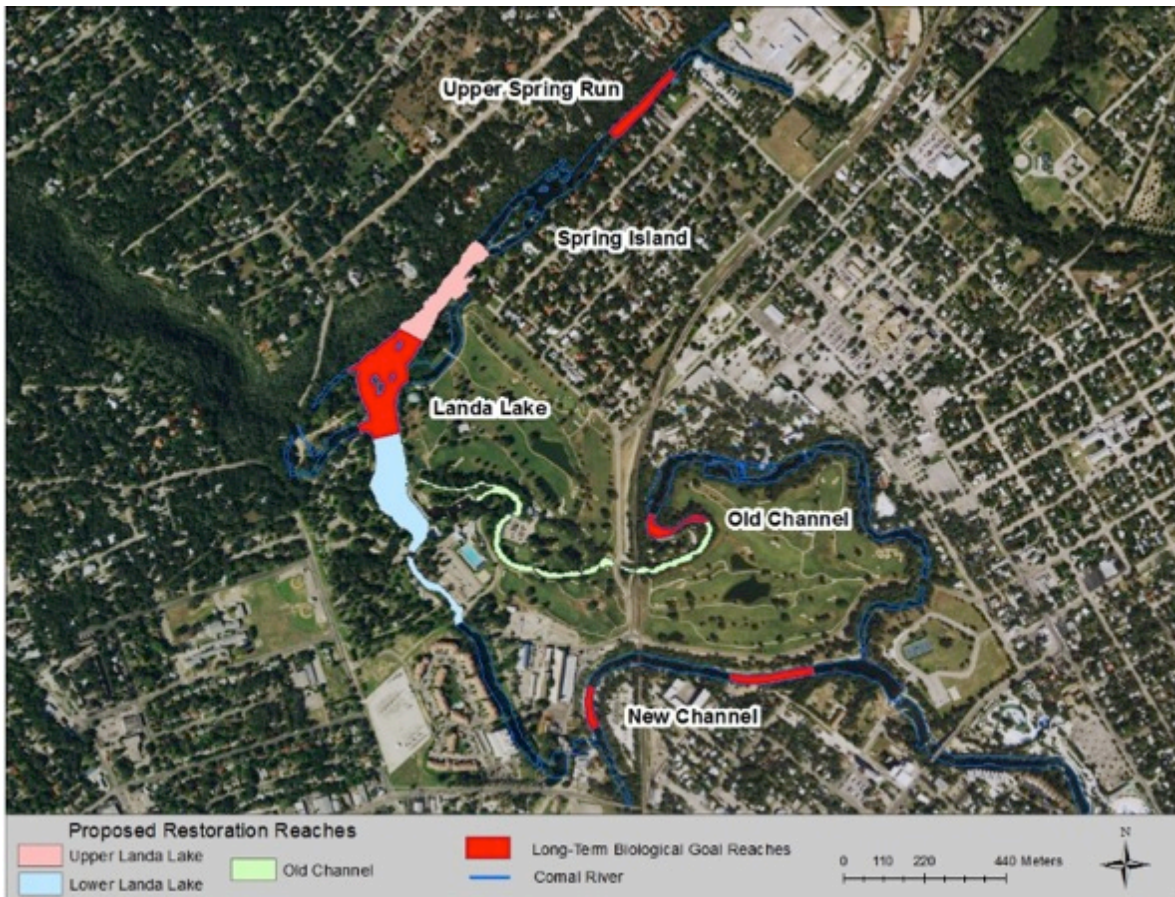 Upper Spring Run
Spring Island
Landa Lake
Old Channel
New Channel
Proposed Restoration Reaches
Upper Landa Lake
Lower Landa Lake
Old Channel
Long-Term Biological Goal Reaches
Comal River
0 110 220 440 Meters
N